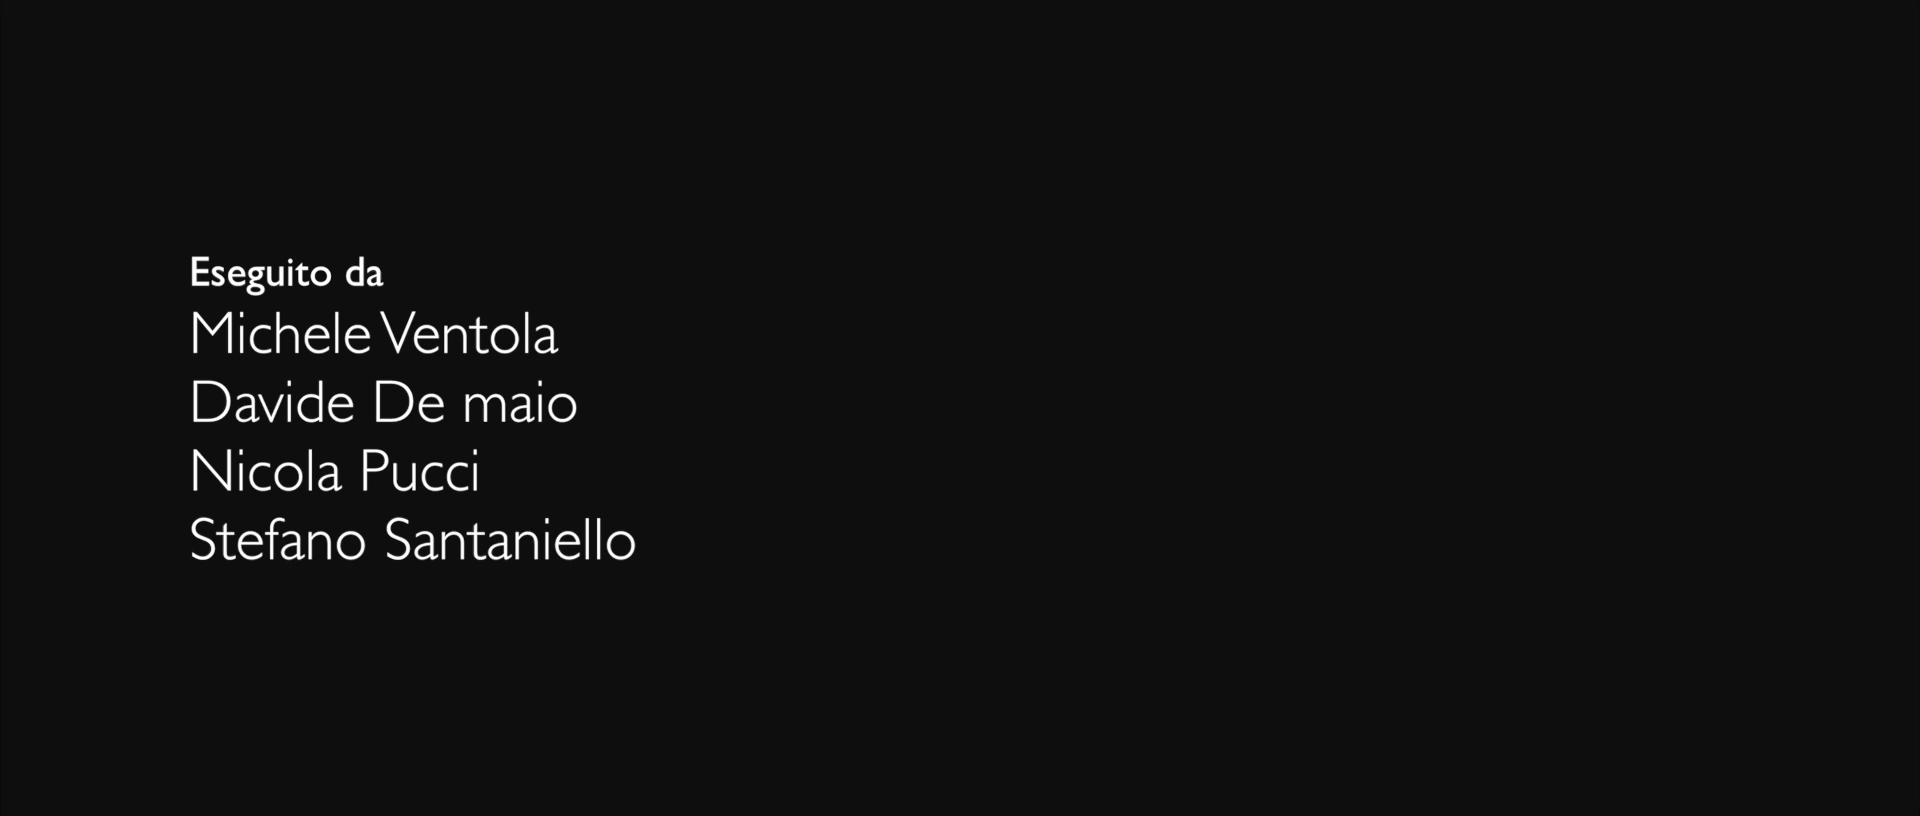 Eseguito da
Michele Ventola
Davide De maio
Nicola Pucci
Stefano Santaniello